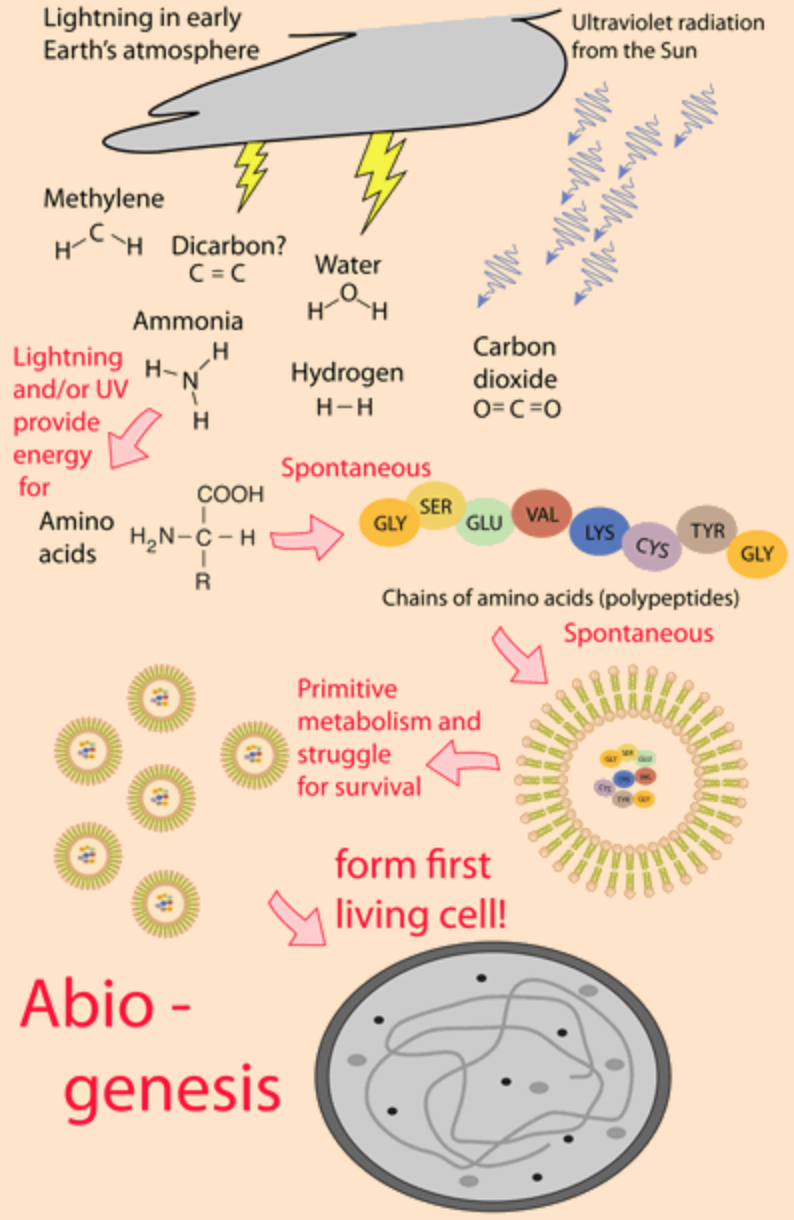 Lightning in early
Earth's atmosphere
Ultraviolet radiation
from the Sun
Methylene
H C H
Dicarbon?
C = C
Water
O
H H
Ammonia
H
H-N
H
Hydrogen
H-H
Carbon
dioxide
O=C=O
Lightning
and/or UV
provide
energy
for
Amino
acids
COOH
H₂N-C-H
R
Spontaneous
GLY SER GLU VAL LYS CYS TYR GLY
Chains of amino acids (polypeptides)
Spontaneous
Primitive
metabolism and
struggle
for survival
GLY SER GLU
CYS LYS VAL
TYR GLY
form first
living cell!
Abio -
genesis